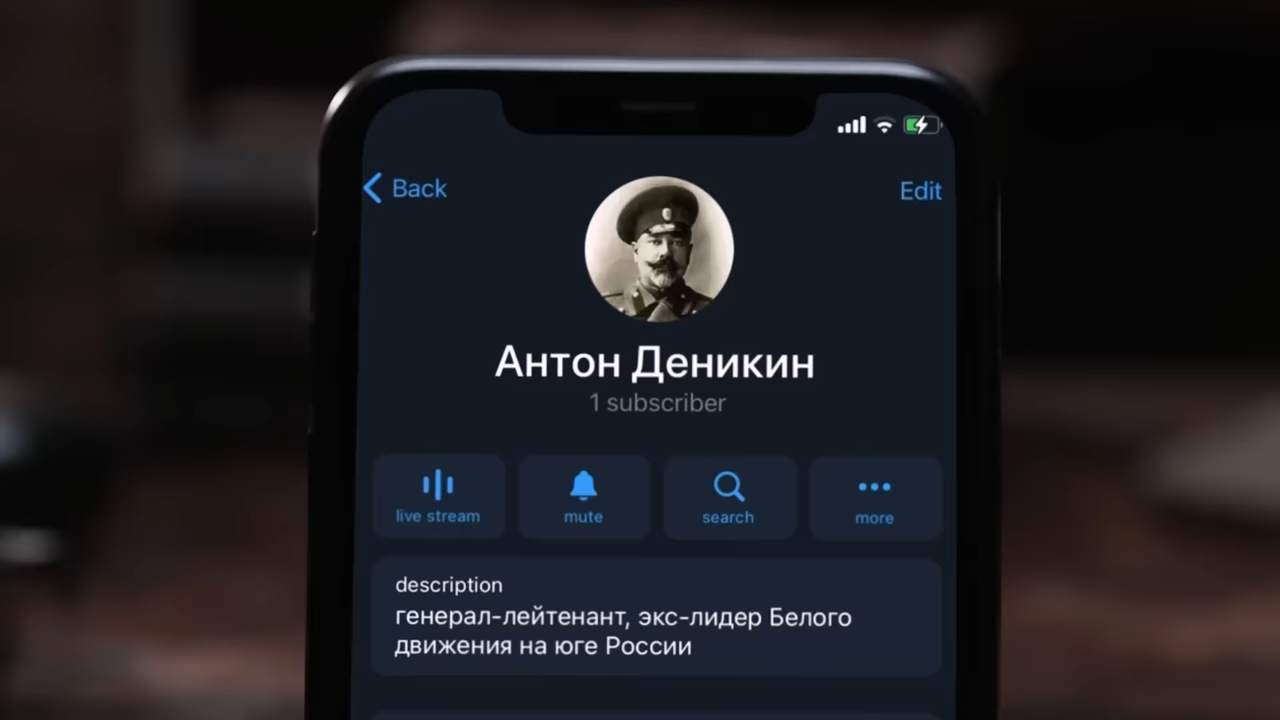 Back
Edit
Антон Деникин
1 subscriber
live stream
mute
search
more
description
генерал-лейтенант, экс-лидер Белого
движения на юге России